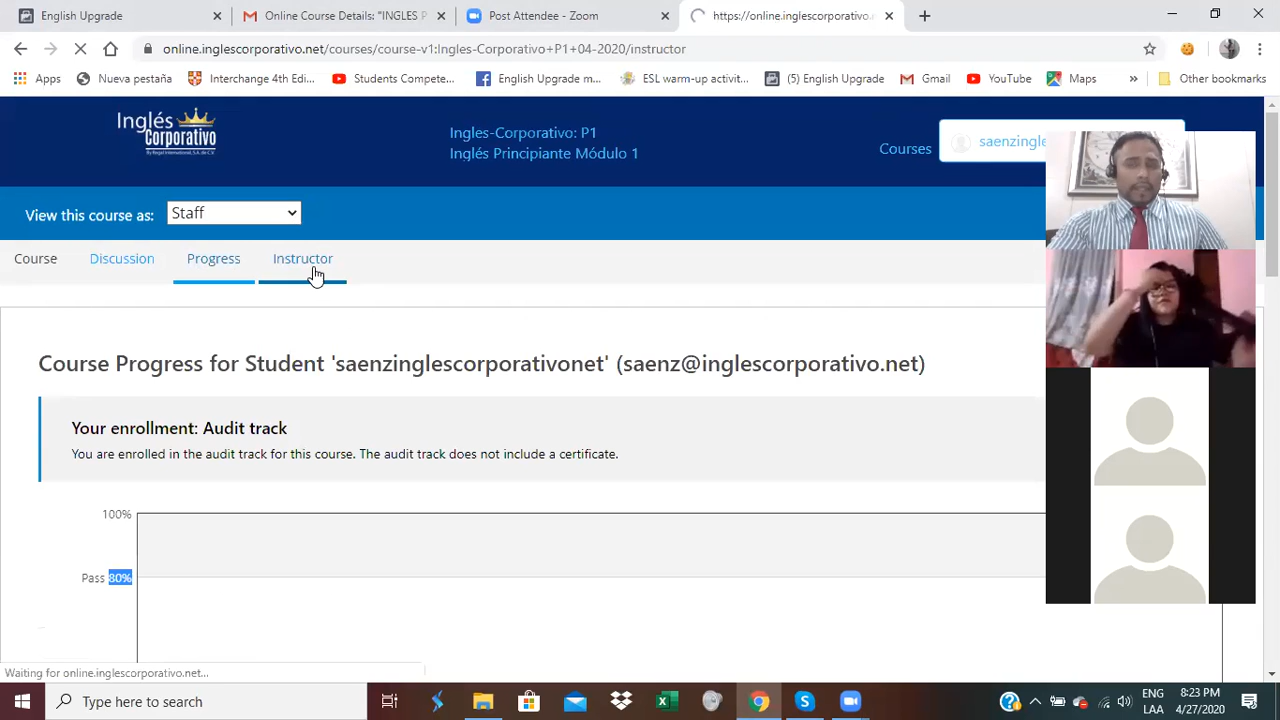 English Upgrade
Online Course Details: "INGLES P
Post Attendee - Zoom
https://online.inglescorporativo.
online.inglescorporativo.net/courses/course-v1:Ingles-Corporativo+P1+04-2020/instructor
Apps
Nueva pestaña
Interchange 4th Edi...
Students Compete...
English Upgrade m...
ESL warm-up activit...
(5) English Upgrade
Gmail
YouTube
Maps
»
Other bookmarks
Inglés
Corporativo
By Regal International, S.A. de C.V.
Ingles-Corporativo: P1
Inglés Principiante Módulo 1
Courses
saenzingle
View this course as:
Staff
Course
Discussion
Progress
Instructor
Course Progress for Student 'saenzinglescorporativonet' (saenz@inglescorporativo.net)
Your enrollment: Audit track
You are enrolled in the audit track for this course. The audit track does not include a certificate.
100%
Pass 80%
Waiting for online.inglescorporativo.net...
Type here to search
ENG
LAA
8:23 PM
4/27/2020